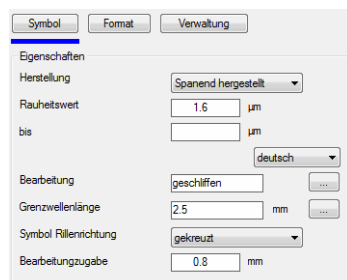 Symbol Format Verwaltung
Eigenschaften
Herstellung Spanend hergestellt
Rauheitswert 1.6 µm
bis µm
deutsch
Bearbeitung geschliffen ...
Grenzwellenlänge 2.5 mm ...
Symbol Rillenrichtung gekreuzt
Bearbeitungzugabe 0.8 mm